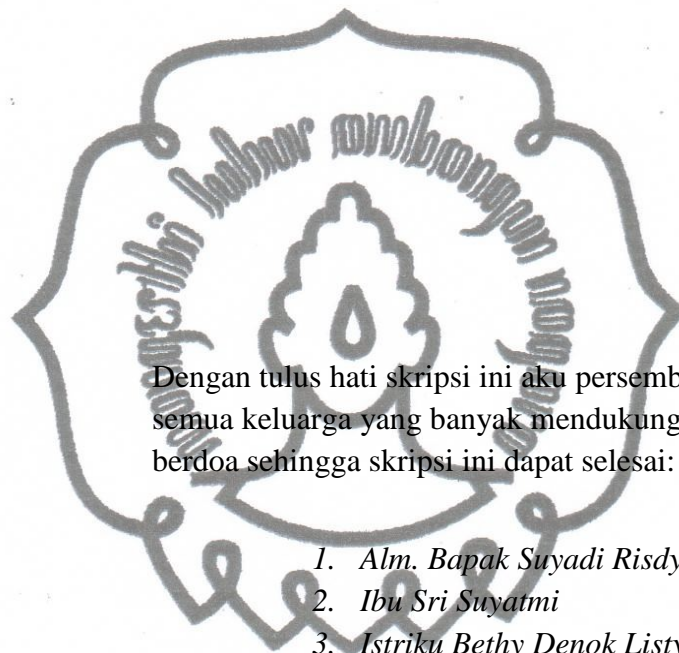 Dengan tulus hati skripsi ini aku persemb
semua keluarga yang banyak mendukung
berdoa sehingga skripsi ini dapat selesai:
1. Alm. Bapak Suyadi Risdy
2. Ibu Sri Suyatmi
3. Istriku Bethy Denok Listy